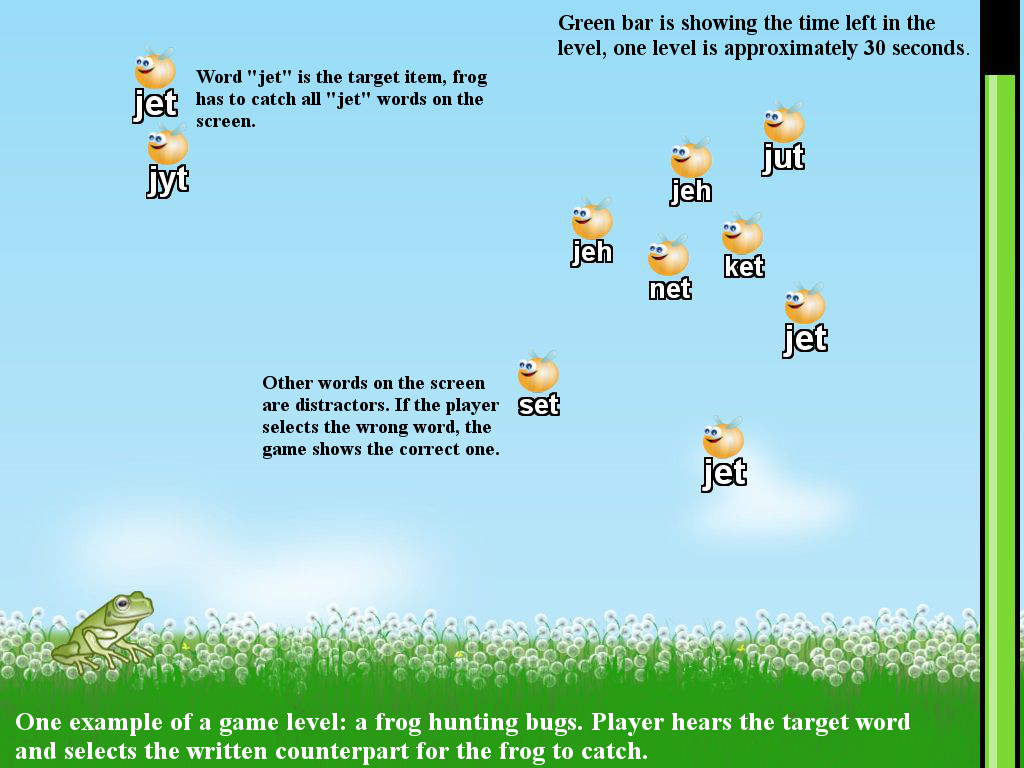 Green bar is showing the time left in the
level, one level is approximately 30 seconds.
jet
Word "jet" is the target item, frog
has to catch all "jet" words on the
screen.
jyt
jut
jeh
jeh
ket
net
jet
Other words on the screen
are distractors. If the player
selects the wrong word, the
game shows the correct one.
set
jet
One example of a game level: a frog hunting bugs. Player hears the target word
and selects the written counterpart for the frog to catch.